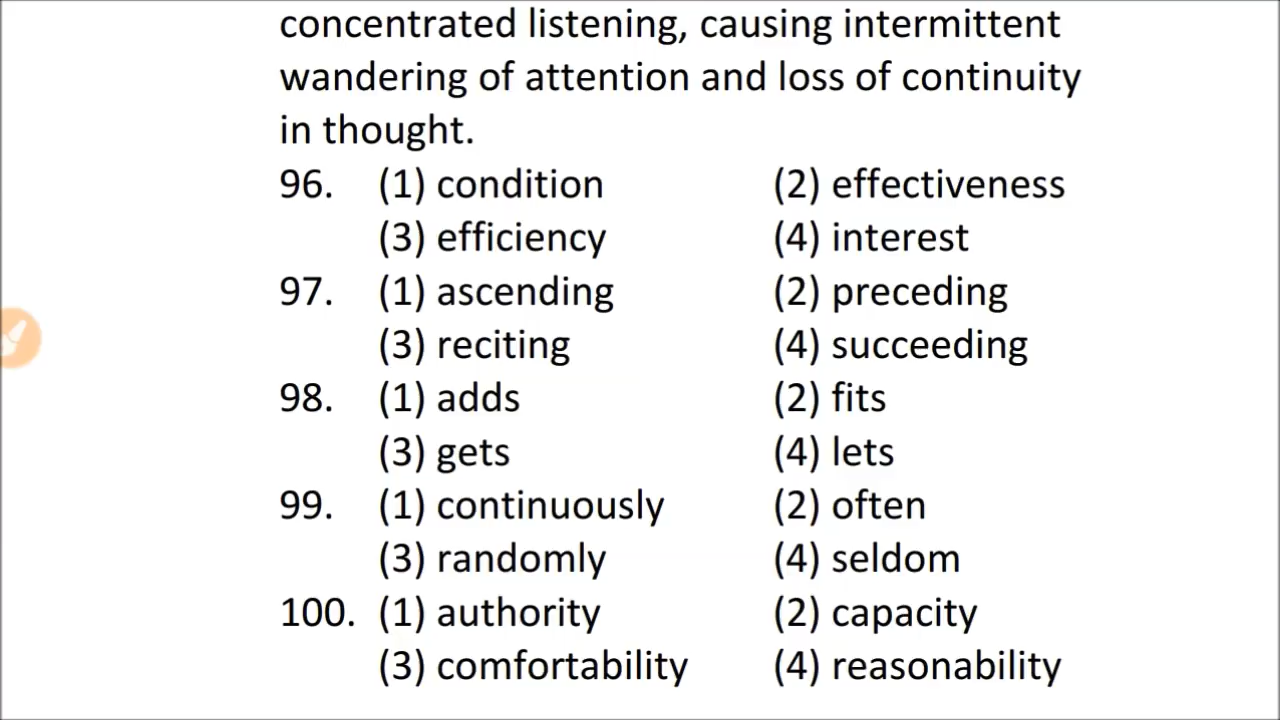 concentrated listening, causing intermittent
wandering of attention and loss of continuity
in thought.
96. (1) condition (2) effectiveness
(3) efficiency (4) interest
97. (1) ascending (2) preceding
(3) reciting (4) succeeding
98. (1) adds (2) fits
(3) gets (4) lets
99. (1) continuously (2) often
(3) randomly (4) seldom
100. (1) authority (2) capacity
(3) comfortability (4) reasonability